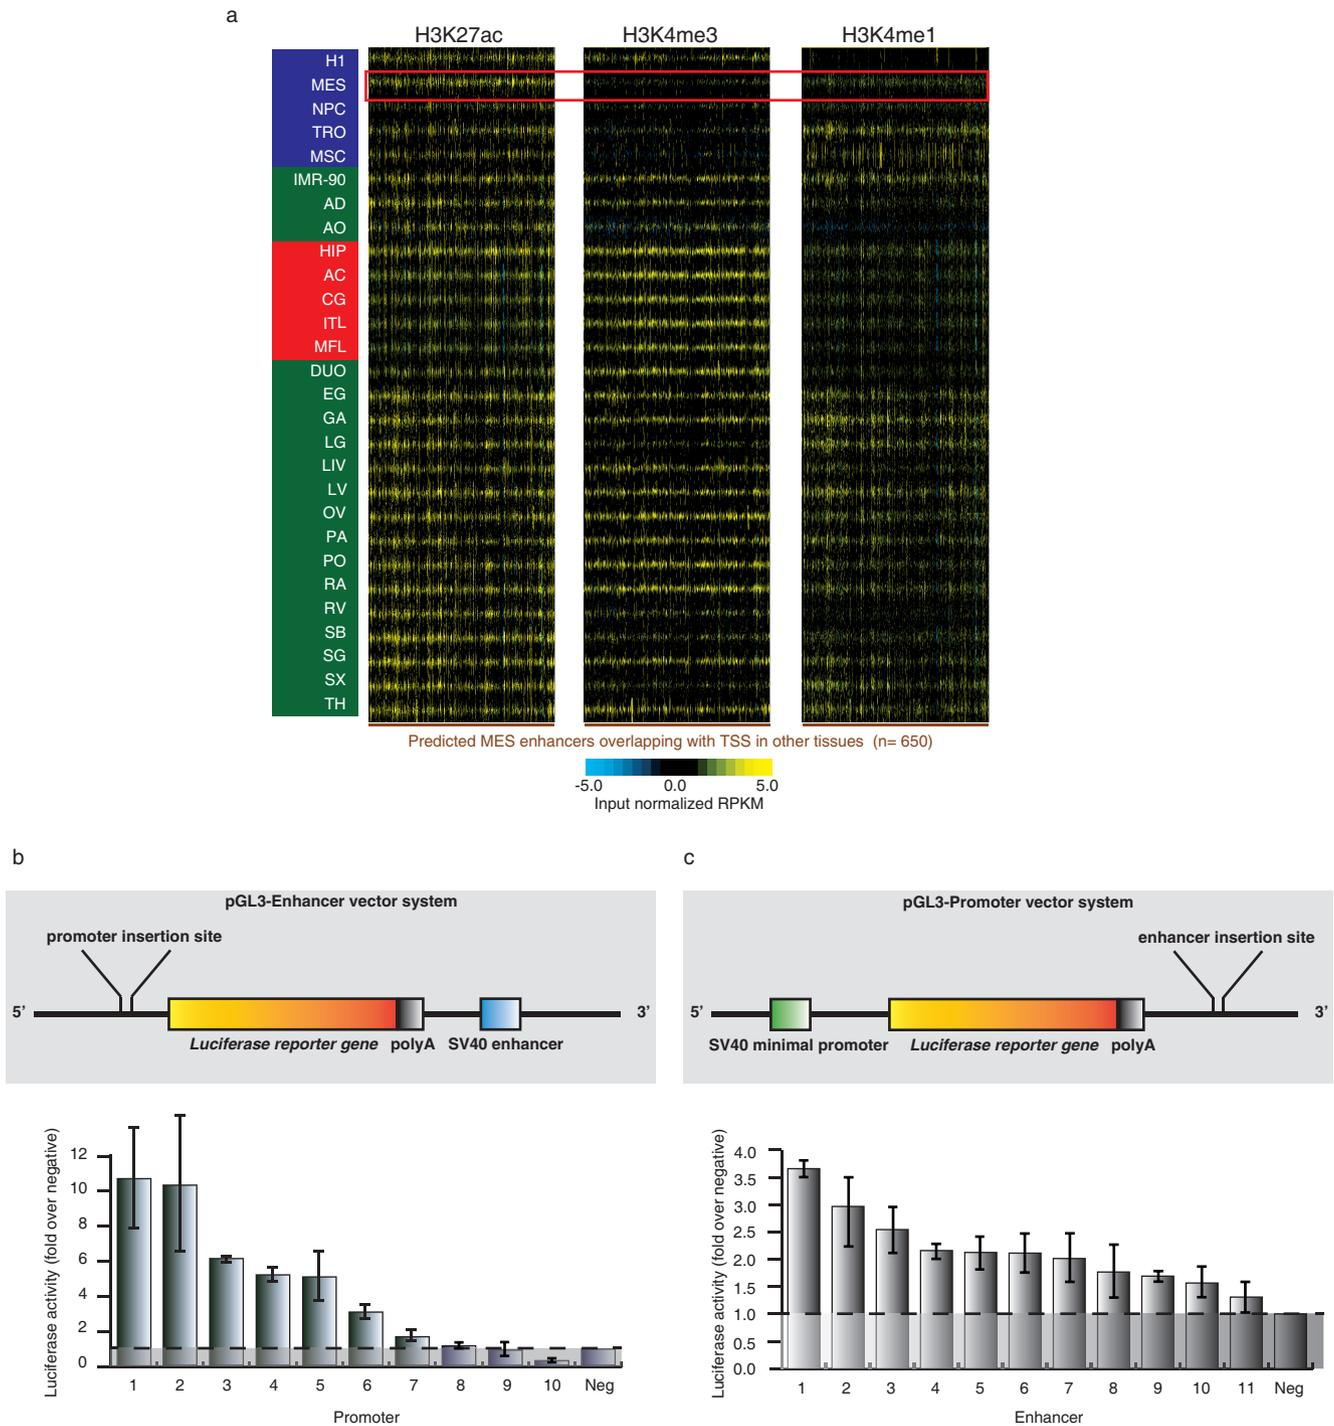 a
H3K27ac H3K4me3 H3K4me1
H1
MES
NPC
TRO
MSC
IMR-90
AD
AO
HIP
AC
CG
ITL
MFL
DUO
EG
GA
LG
LIV
LV
OV
PA
PO
RA
RV
SB
SG
SX
TH
Predicted MES enhancers overlapping with TSS in other tissues (n= 650)
-5.0 0.0 5.0
Input normalized RPKM
b
pGL3-Enhancer vector system
promoter insertion site
5’ 3’
Luciferase reporter gene polyA SV40 enhancer
Luciferase activity (fold over negative)
12
10
8
6
4
2
0
1 2 3 4 5 6 7 8 9 10 Neg
Promoter
c
pGL3-Promoter vector system
enhancer insertion site
5’ 3’
SV40 minimal promoter Luciferase reporter gene polyA
Luciferase activity (fold over negative)
4.0
3.5
3.0
2.5
2.0
1.5
1.0
0.5
0.0
1 2 3 4 5 6 7 8 9 10 11 Neg
Enhancer